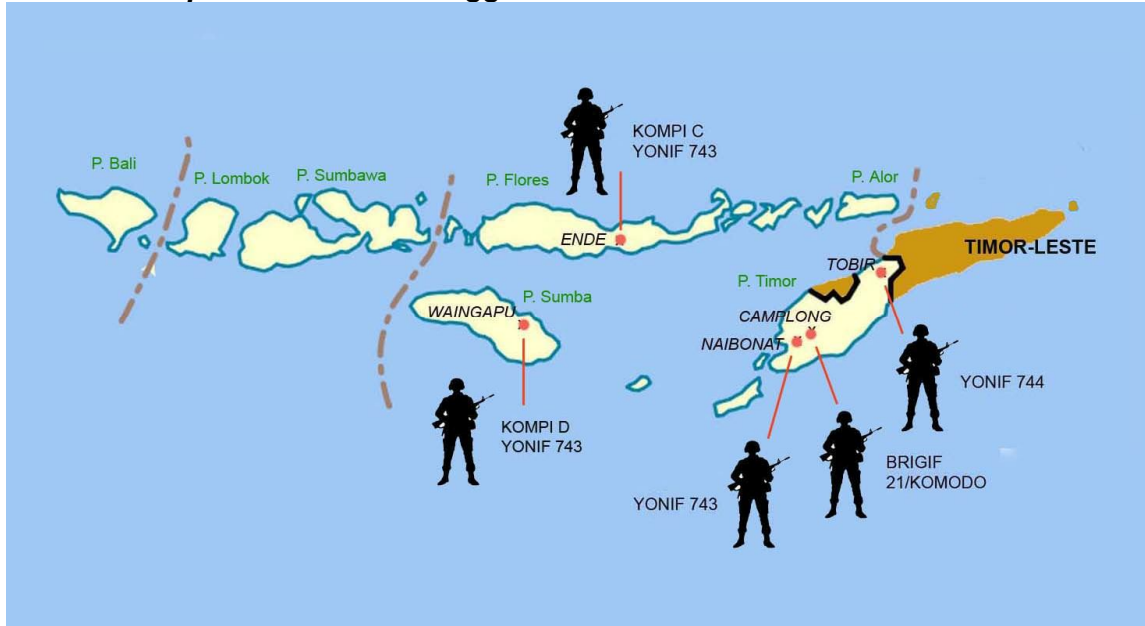 KOMPI C
YONIF 743
P. Bali
P. Lombok
P. Sumbawa
P. Flores
P. Alor
ENDE
TIMOR-LESTE
TOBIR
P. Timor
P. Sumba
WAINGAPU
CAMPLONG
NAIBONAT
YONIF 744
KOMPI D
YONIF 743
BRIGIF
21/KOMODO
YONIF 743